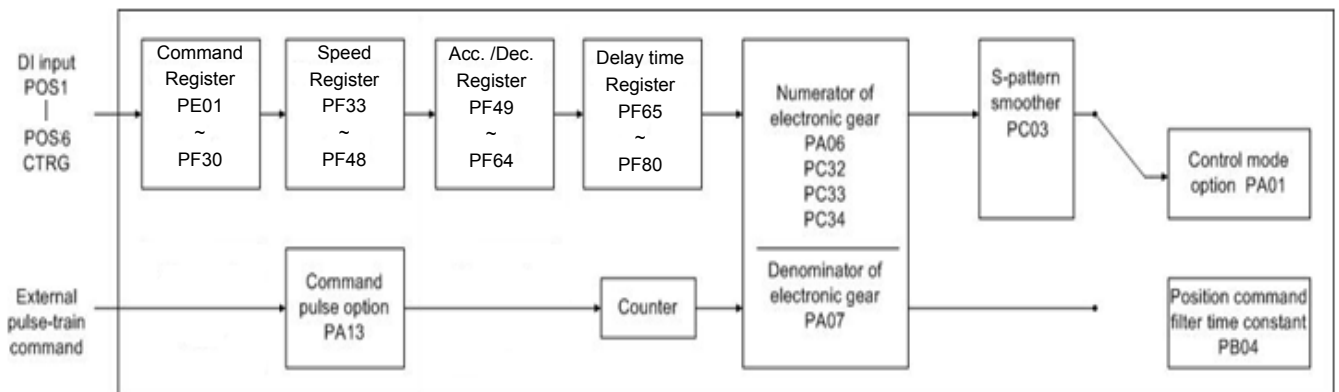 DI input
POS1
|
POS6
CTRG
Command
Register
PE01
~
PF30
Speed
Register
PF33
~
PF48
Acc. /Dec.
Register
PF49
~
PF64
Delay time
Register
PF65
~
PF80
Numerator of
electronic gear
PA06
PC32
PC33
PC34
Denominator of
electronic gear
PA07
S-pattern
smoother
PC03
Control mode
option PA01
External
pulse-train
command
Command
pulse option
PA13
Counter
Position command
filter time constant
PB04